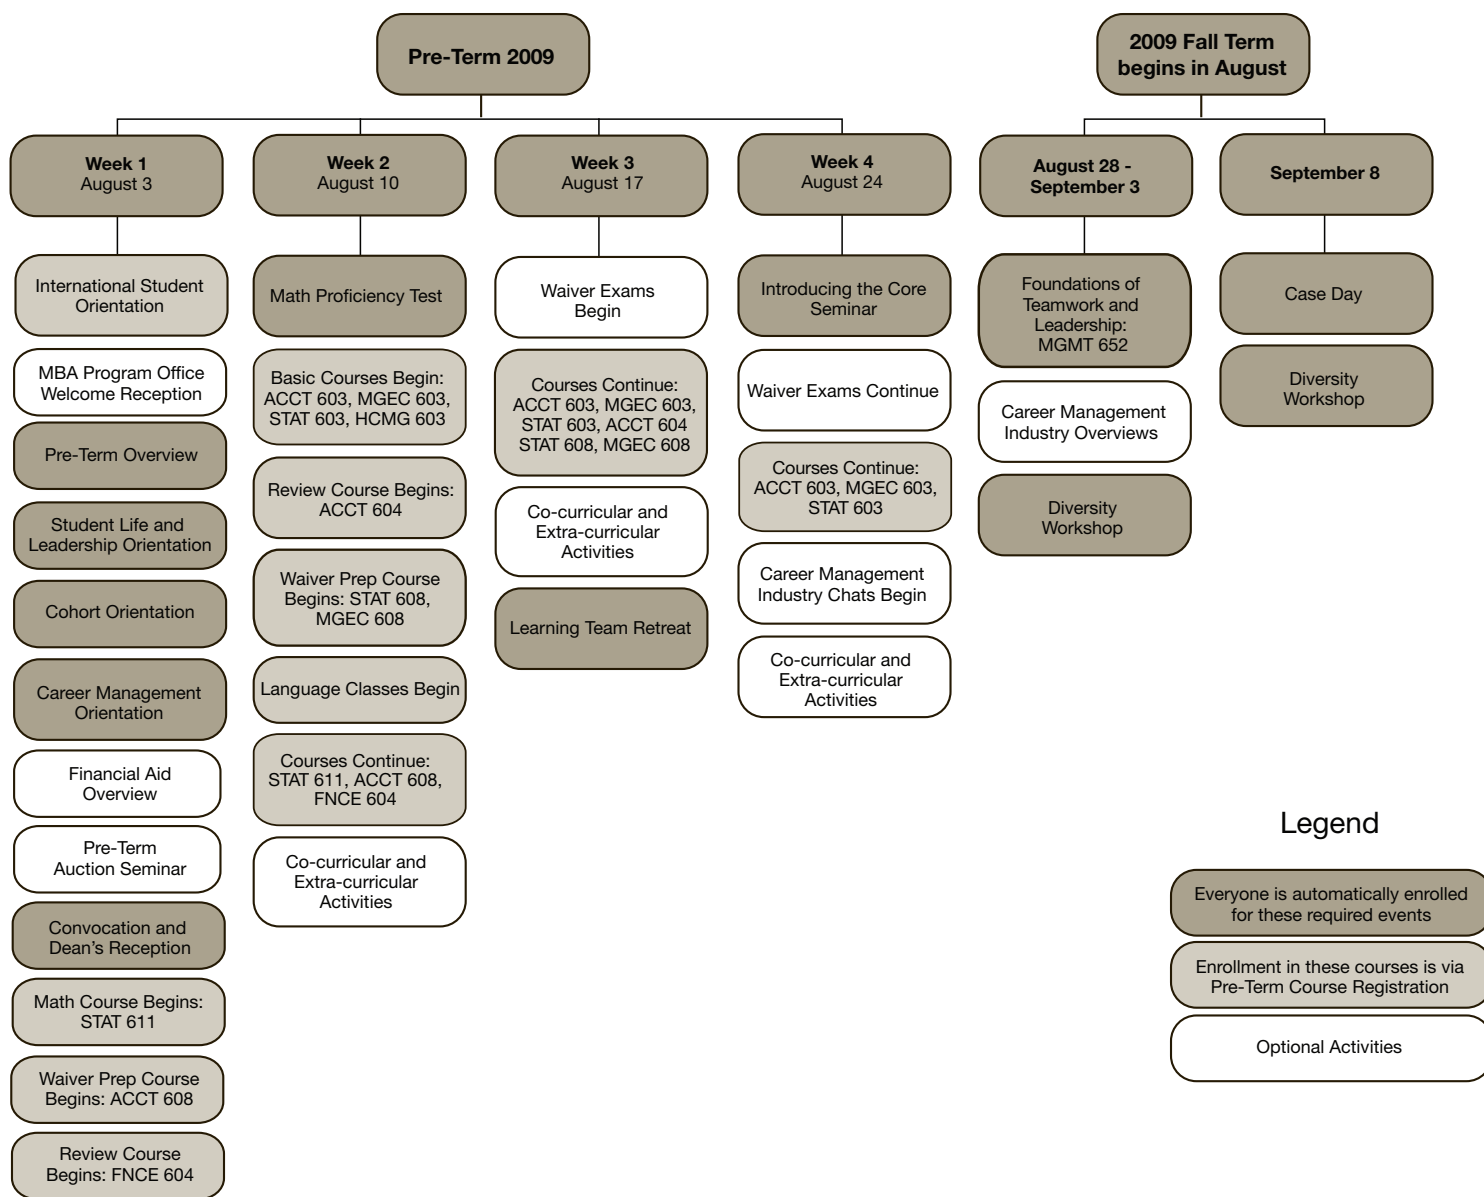 Pre-Term 2009
2009 Fall Term
begins in August
Week 1
August 3
Week 2
August 10
Week 3
August 17
Week 4
August 24
August 28 -
September 3
September 8
International Student
Orientation
MBA Program Office
Welcome Reception
Pre-Term Overview
Student Life and
Leadership Orientation
Cohort Orientation
Career Management
Orientation
Financial Aid
Overview
Pre-Term
Auction Seminar
Convocation and
Dean’s Reception
Math Course Begins:
STAT 611
Waiver Prep Course
Begins: ACCT 608
Review Course
Begins: FNCE 604
Math Proficiency Test
Basic Courses Begin:
ACCT 603, MGEC 603,
STAT 603, HCMG 603
Review Course Begins:
ACCT 604
Waiver Prep Course
Begins: STAT 608,
MGEC 608
Language Classes Begin
Courses Continue:
STAT 611, ACCT 608,
FNCE 604
Co-curricular and
Extra-curricular
Activities
Waiver Exams
Begin
Courses Continue:
ACCT 603, MGEC 603,
STAT 603, ACCT 604
STAT 608, MGEC 608
Co-curricular and
Extra-curricular
Activities
Learning Team Retreat
Introducing the Core
Seminar
Waiver Exams Continue
Courses Continue:
ACCT 603, MGEC 603,
STAT 603
Career Management
Industry Chats Begin
Co-curricular and
Extra-curricular
Activities
Foundations of
Teamwork and
Leadership:
MGMT 652
Career Management
Industry Overviews
Diversity
Workshop
Case Day
Diversity
Workshop
Legend
Everyone is automatically enrolled
for these required events
Enrollment in these courses is via
Pre-Term Course Registration
Optional Activities